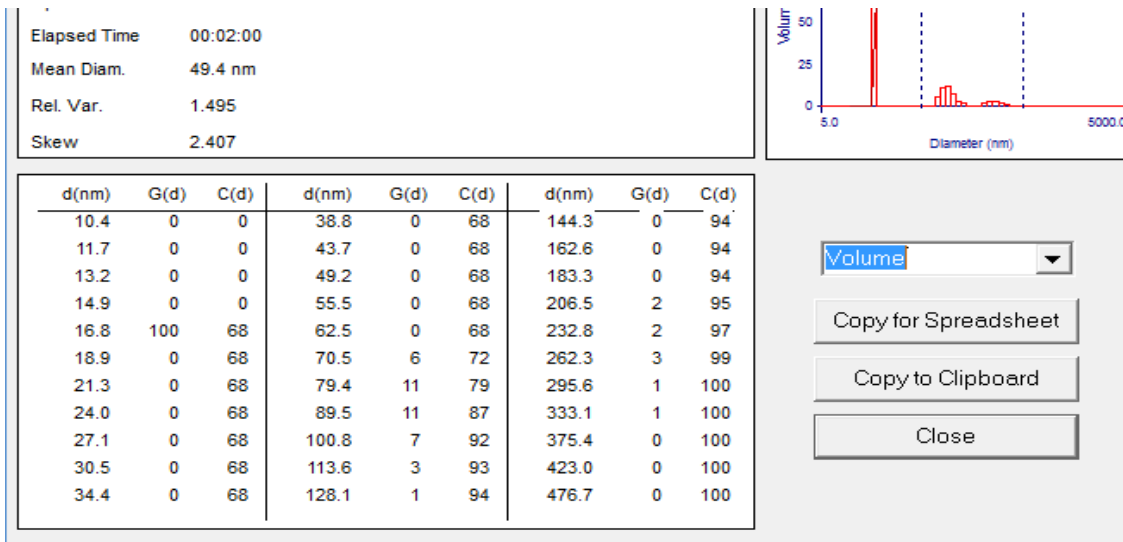 Elapsed Time 00:02:00
Mean Diam. 49.4 nm
Rel. Var. 1.495
Skew 2.407
Volume
50
25
0
5.0 5000.0
Diameter (nm)
d(nm) G(d) C(d) d(nm) G(d) C(d) d(nm) G(d) C(d)
10.4 0 0 38.8 0 68 144.3 0 94
11.7 0 0 43.7 0 68 162.6 0 94
13.2 0 0 49.2 0 68 183.3 0 94
14.9 0 0 55.5 0 68 206.5 2 95
16.8 100 68 62.5 0 68 232.8 2 97
18.9 0 68 70.5 6 72 262.3 3 99
21.3 0 68 79.4 11 79 295.6 1 100
24.0 0 68 89.5 11 87 333.1 1 100
27.1 0 68 100.8 7 92 375.4 0 100
30.5 0 68 113.6 3 93 423.0 0 100
34.4 0 68 128.1 1 94 476.7 0 100
Volume
Copy for Spreadsheet
Copy to Clipboard
Close